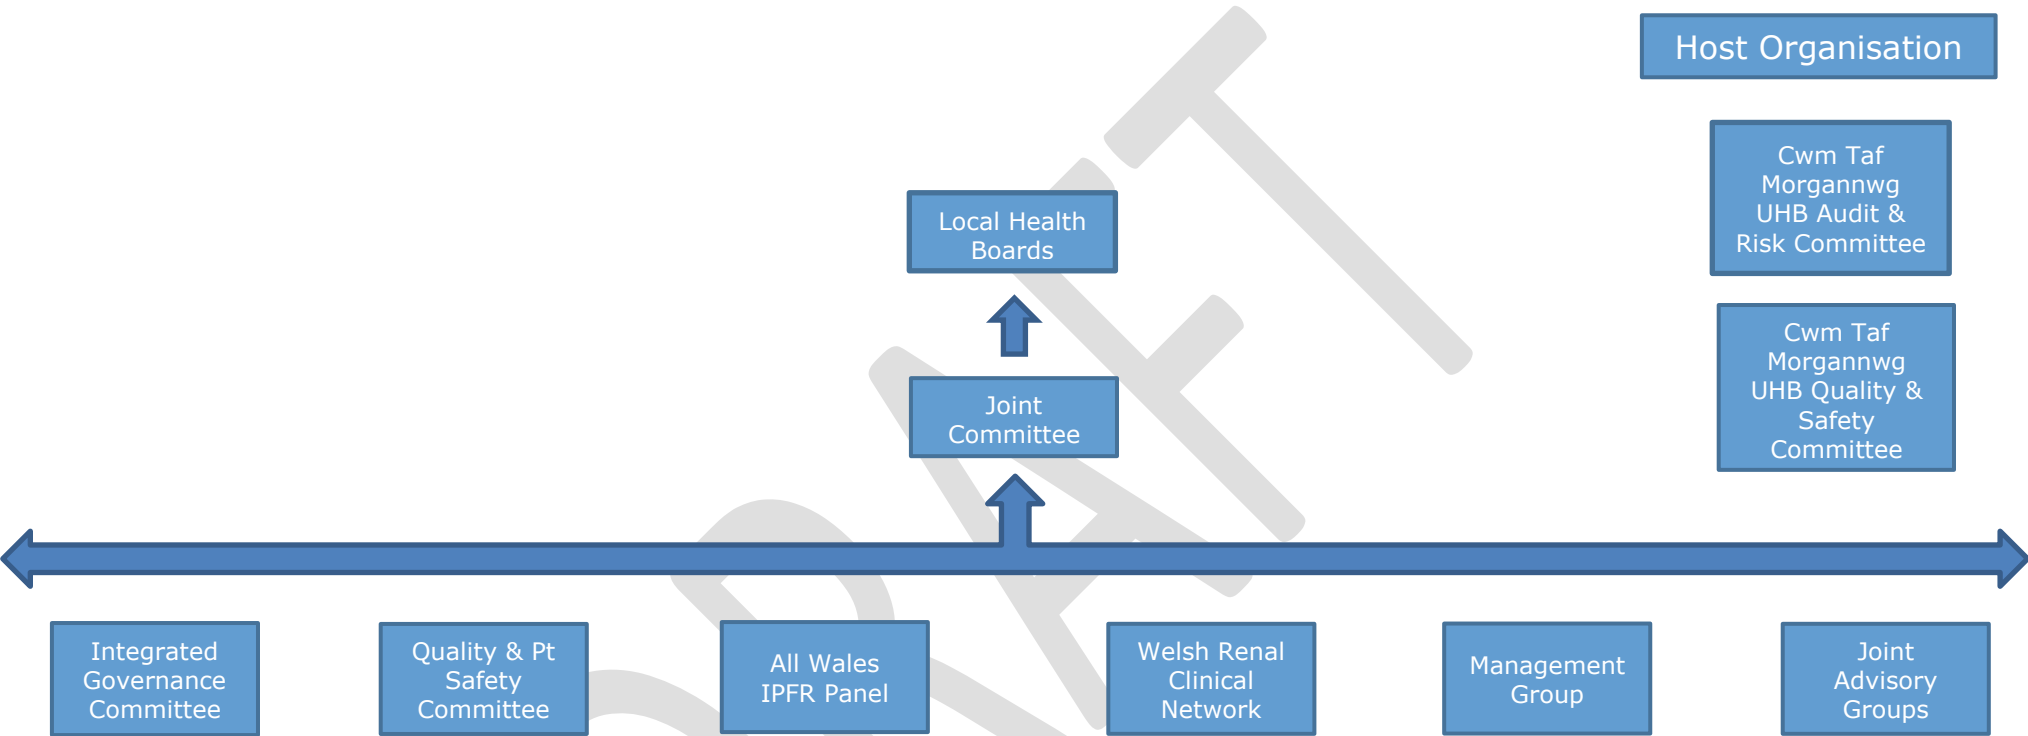 Host Organisation
Cwm Taf
Morgannwg
UHB Audit &
Risk Committee
Local Health
Boards
Cwm Taf
Morgannwg
UHB Quality &
Safety
Committee
Joint
Committee
Integrated
Governance
Committee
Quality & Pt
Safety
Committee
All Wales
IPFR Panel
Welsh Renal
Clinical
Network
Management
Group
Joint
Advisory
Groups
DRAFT